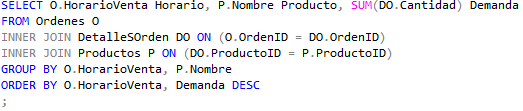 SELECT O.HorarioVenta Horario, P.Nombre Producto, SUM(DO.Cantidad) Demanda
FROM Ordenes O
INNER JOIN DetalleSOrden DO ON (O.OrdenID = DO.OrdenID)
INNER JOIN Productos P ON (DO.ProductoID = P.ProductoID)
GROUP BY O.HorarioVenta, P.Nombre
ORDER BY O.HorarioVenta, Demanda DESC
;